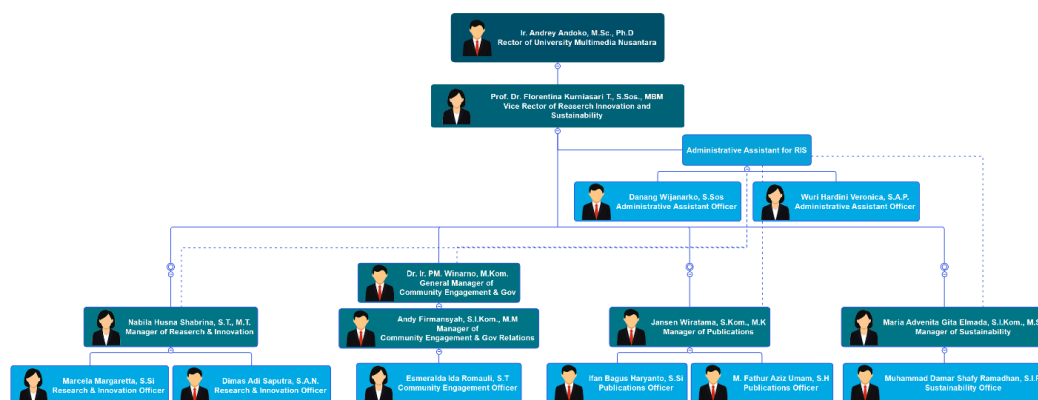 Ir. Andrey Andoko, M.Sc., Ph.D
Rector of University Multimedia Nusantara
Prof. Dr. Florentina Kurniasari T., S.Sos., MBM
Vice Rector of Reaserch Innovation and
Sustainability
Administrative Assistant for RIS
Danang Wijanarko, S.Sos
Administrative Assistant Officer
Wuri Hardini Veronica, S.A.P.
Administrative Assistant Officer
Dr. Ir. PM. Winarno, M.Kom.
General Manager of
Community Engagement & Gov
Nabila Husna Shabrina, S.T., M.T.
Manager of Reaserch & Innovation
Andy Firmansyah, S.I.Kom., M.M
Manager of
Community Engagement & Gov Relations
Jansen Wiratama, S.Kom., M.K
Manager of Publications
Maria Advenita Gita Elmada, S.I.Kom., M.S
Manager of Sustainability
Marcela Margaretta, S.Si
Research & Innovation Officer
Dimas Adi Saputra, S.A.N.
Research & Innovation Officer
Esmeralda Ida Romauli, S.T
Community Engagement Officer
Ifan Bagus Haryanto, S.Si
Publications Officer
M. Fathur Aziz Umam, S.H
Publications Officer
Muhammad Damar Shafy Ramadhan, S.I.P
Sustainability Office